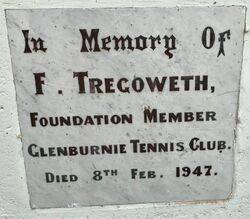 In Memory Of
F. Tregoweth,
Foundation Member
Glenburnie Tennis Club.
Died 8th Feb. 1947.